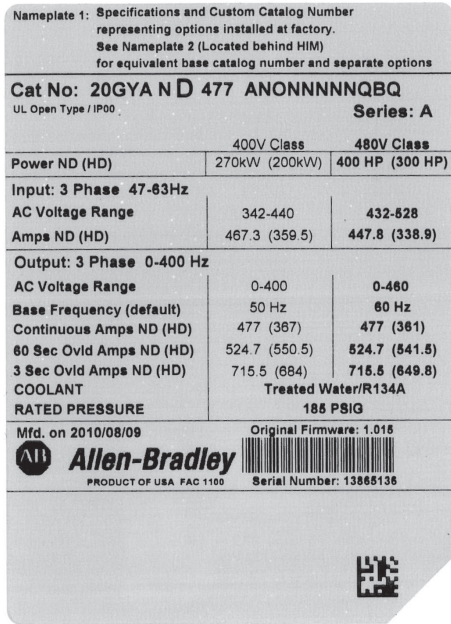 Nameplate 1: Specifications and Custom Catalog Number
representing options installed at factory.
See Nameplate 2 (Located behind HIM)
for equivalent base catalog number and separate options
Cat No: 20GYA N D 477 ANONNNNNQBQ
UL Open Type / IP00 Series: A
400V Class 480V Class
Power ND (HD) 270kW (200kW) 400 HP (300 HP)
Input: 3 Phase 47-63Hz
AC Voltage Range 342-440 432-528
Amps ND (HD) 467.3 (359.5) 447.8 (338.9)
Output: 3 Phase 0-400 Hz
AC Voltage Range 0-400 0-460
Base Frequency (default) 50 Hz 60 Hz
Continuous Amps ND (HD) 477 (367) 477 (361)
60 Sec Ovld Amps ND (HD) 524.7 (550.5) 524.7 (541.5)
3 Sec Ovld Amps ND (HD) 715.5 (684) 715.5 (649.8)
COOLANT Treated Water/R134A
RATED PRESSURE 185 PSIG
Mfd. on 2010/08/09 Original Firmware: 1.015
AB Allen-Bradley
PRODUCT OF USA FAC 1100 Serial Number: 13865136